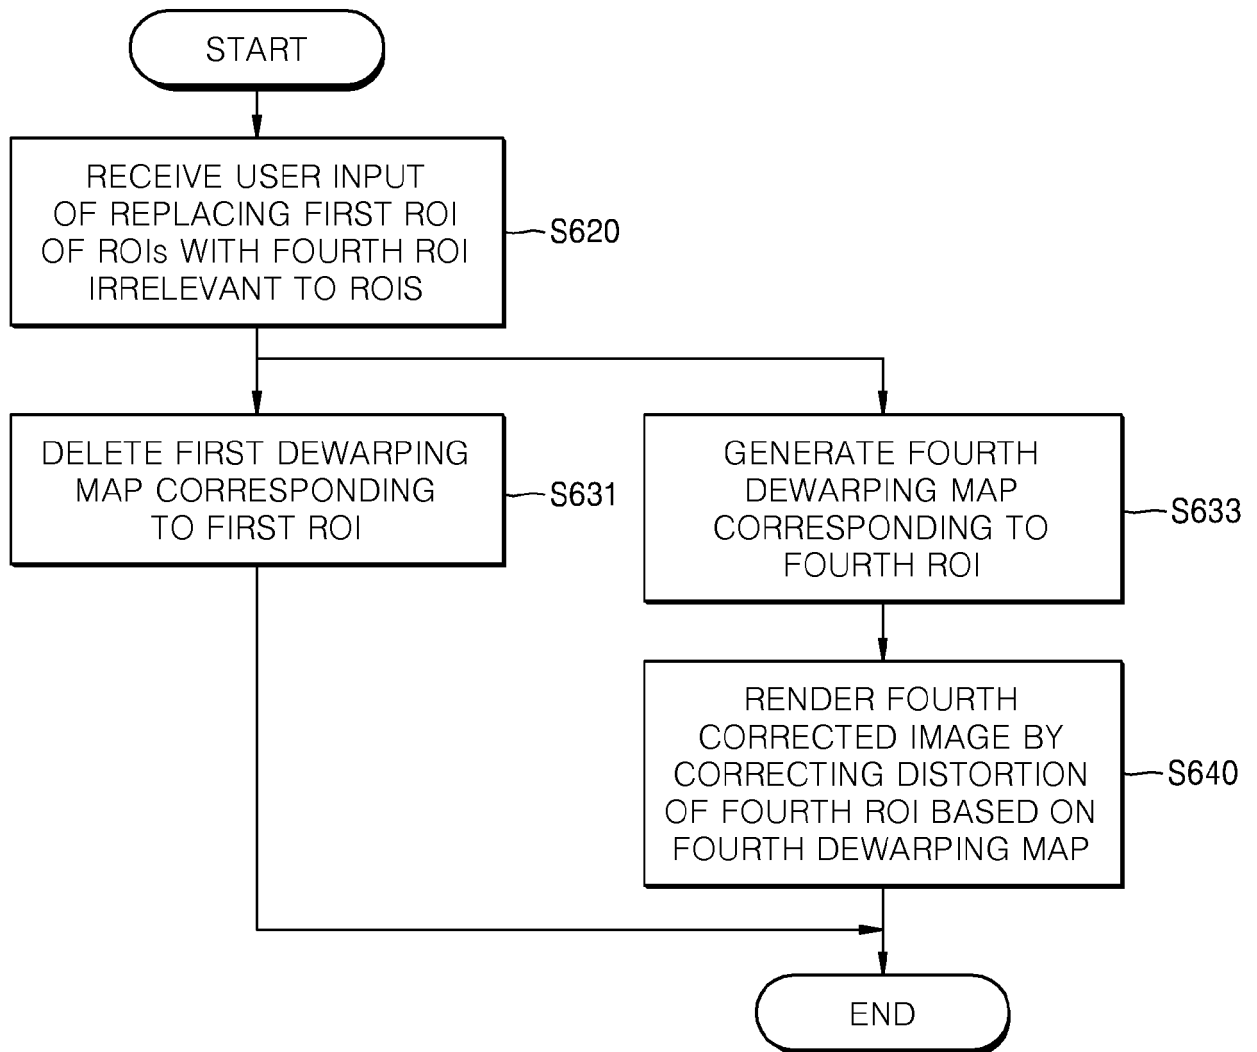 START
RECEIVE USER INPUT
OF REPLACING FIRST ROI
OF ROIs WITH FOURTH ROI
IRRELEVANT TO ROIS
S620
DELETE FIRST DEWARPING
MAP CORRESPONDING
TO FIRST ROI
S631
GENERATE FOURTH
DEWARPING MAP
CORRESPONDING TO
FOURTH ROI
S633
RENDER FOURTH
CORRECTED IMAGE BY
CORRECTING DISTORTION
OF FOURTH ROI BASED ON
FOURTH DEWARPING MAP
S640
END